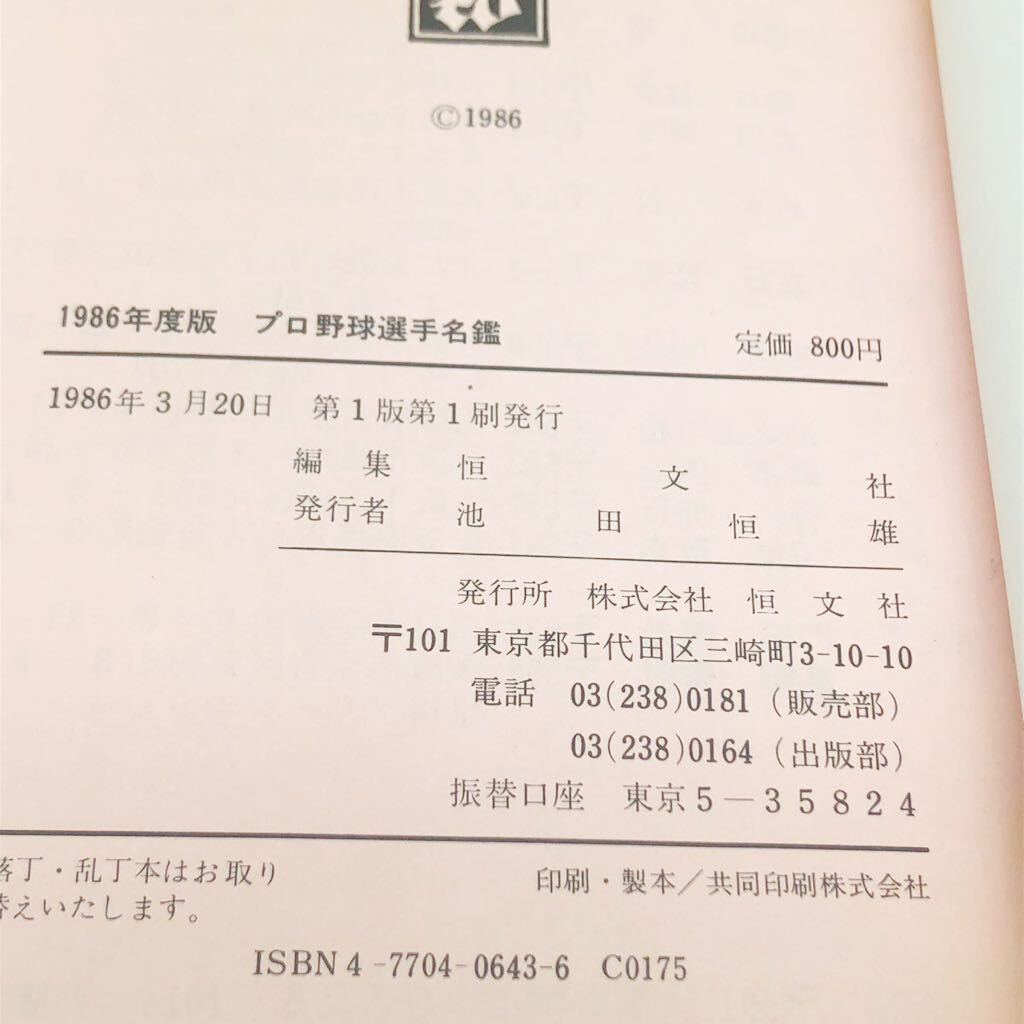 ©1986
1986年度版 プロ野球選手名鑑 定価 800円
1986年3月20日 第1版第1刷発行
編集 恒文社
発行者 池田恒雄
発行所 株式会社 恒文社
〒101 東京都千代田区三崎町3-10-10
電話 03(238)0181(販売部)
03(238)0164(出版部)
振替口座 東京5-35824
落丁・乱丁本はお取り
替えいたします。
印刷・製本/共同印刷株式会社
ISBN4-7704-0643-6 C0175